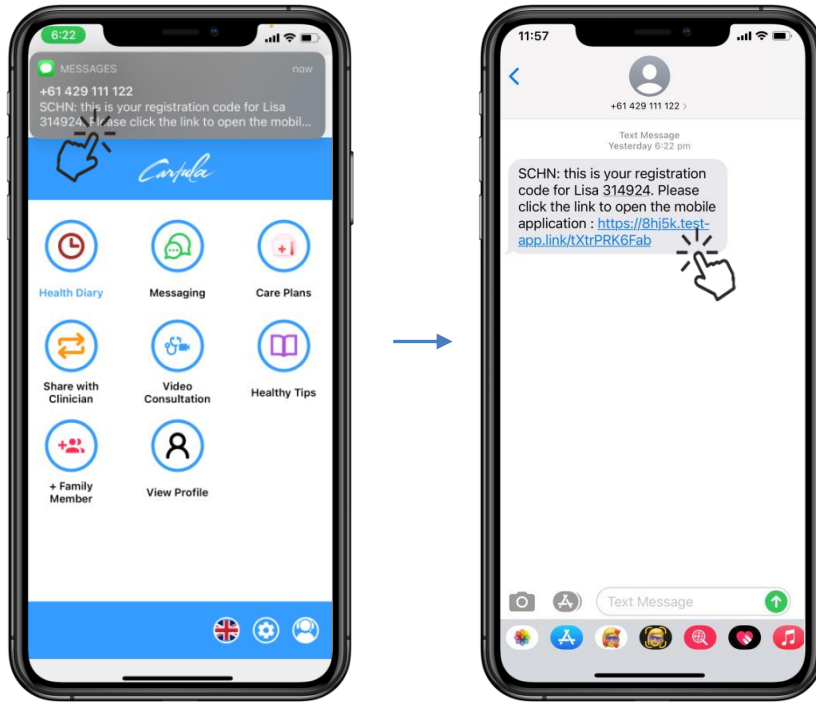 6:22
MESSAGES now
+61 429 111 122
SCHN: this is your registration code for Lisa
314924. Please click the link to open the mobil...
Health Diary
Messaging
Care Plans
Share with
Clinician
Video
Consultation
Healthy Tips
+ Family
Member
View Profile
11:57
+61 429 111 122 >
Text Message
Yesterday 6:22 pm
SCHN: this is your registration
code for Lisa 314924. Please
click the link to open the mobile
application : https://8hj5k.test-
app.link/tXtrPRK6Fab
Text Message